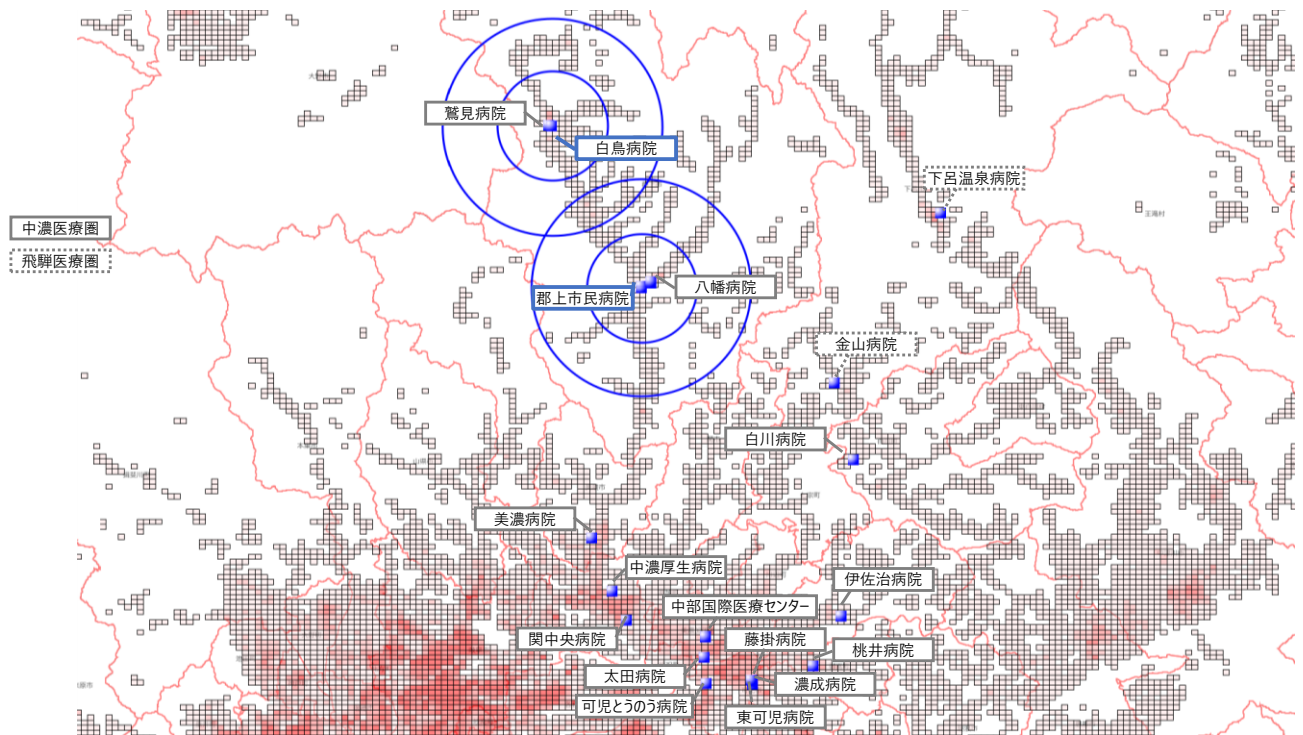 鷲見病院
白鳥病院
下呂温泉病院
王滝村
中濃医療圏
飛騨医療圏
八幡病院
郡上市民病院
金山病院
白川病院
美濃病院
中濃厚生病院
伊佐治病院
中部国際医療センター
関中央病院
藤掛病院
桃井病院
太田病院
濃成病院
可児とうのう病院
東可児病院